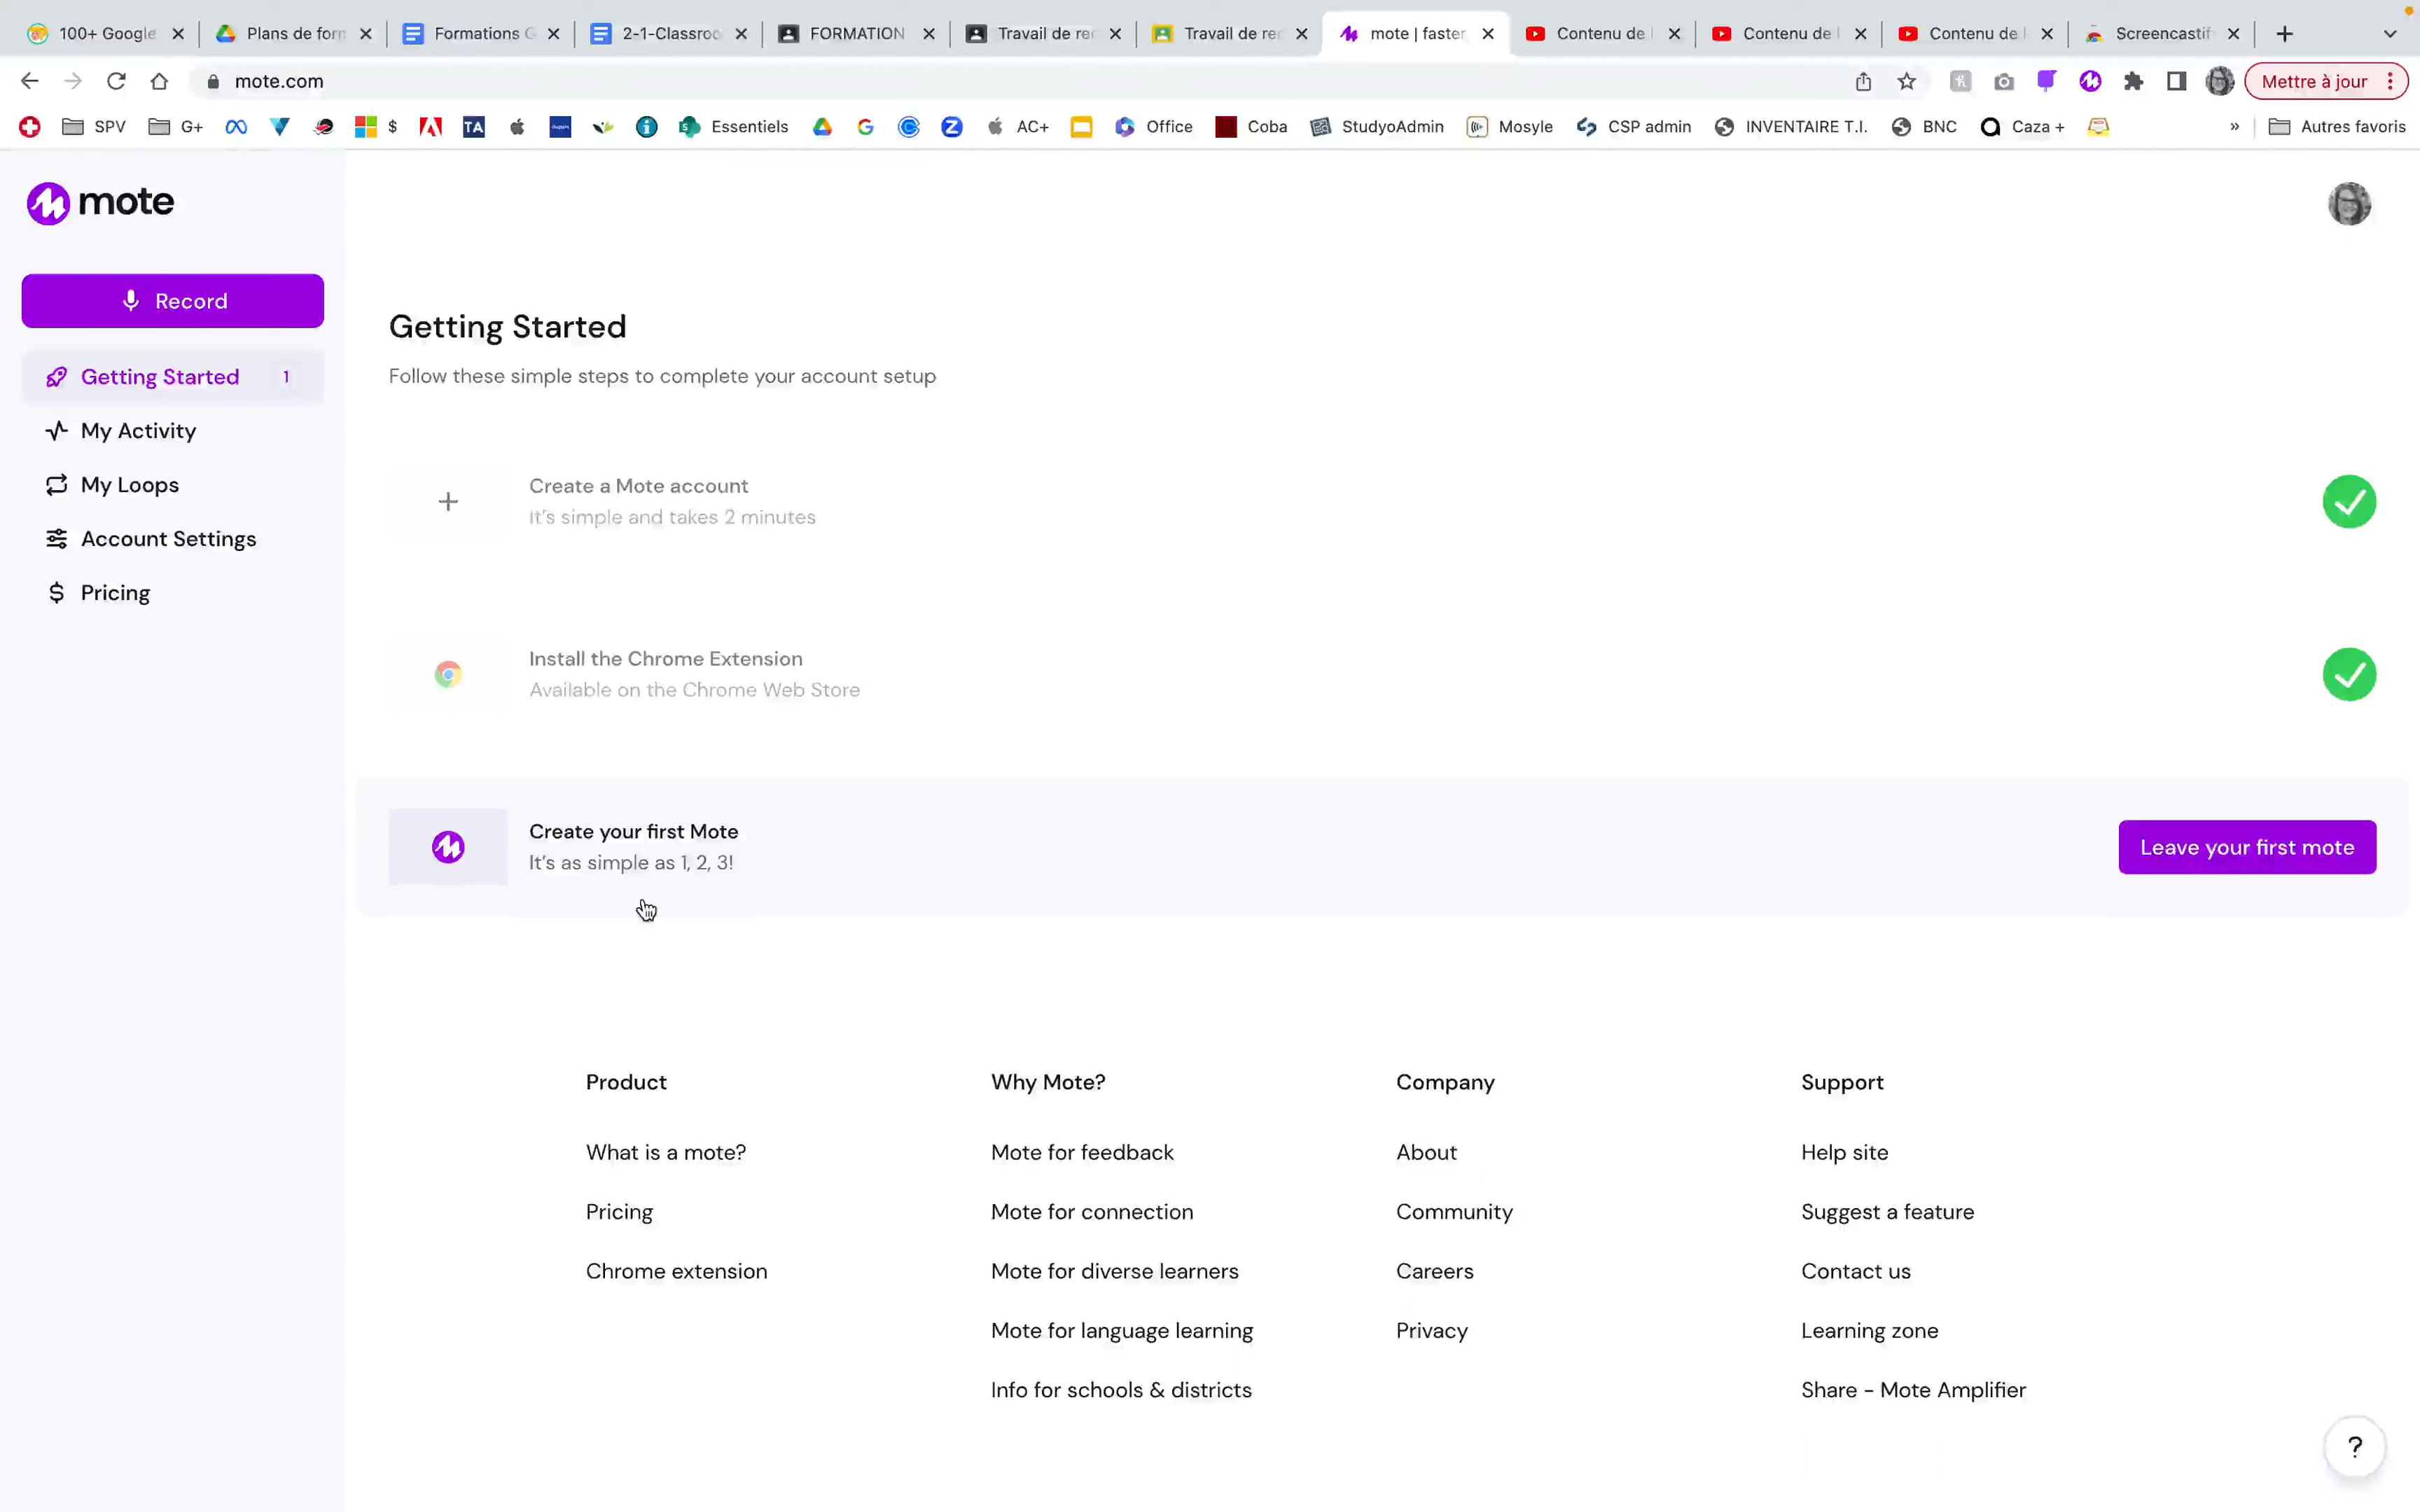 100+ Google
Plans de for
Formations G
2-1-Classroo
FORMATION
Travail de re
Travail de re
mote | faster
Contenu de
Contenu de
Contenu de
Screencastif
mote.com
Mettre à jour
SPV
G+
$
TA
Essentiels
AC+
Office
Coba
StudyoAdmin
Mosyle
CSP admin
INVENTAIRE T.I.
BNC
Caza +
»
Autres favoris
mote
Record
Getting Started 1
My Activity
My Loops
Account Settings
Pricing
Getting Started
Follow these simple steps to complete your account setup
Create a Mote account
It's simple and takes 2 minutes
Install the Chrome Extension
Available on the Chrome Web Store
Create your first Mote
It's as simple as 1, 2, 3!
Leave your first mote
Product
What is a mote?
Pricing
Chrome extension
Why Mote?
Mote for feedback
Mote for connection
Mote for diverse learners
Mote for language learning
Info for schools & districts
Company
About
Community
Careers
Privacy
Support
Help site
Suggest a feature
Contact us
Learning zone
Share - Mote Amplifier
?